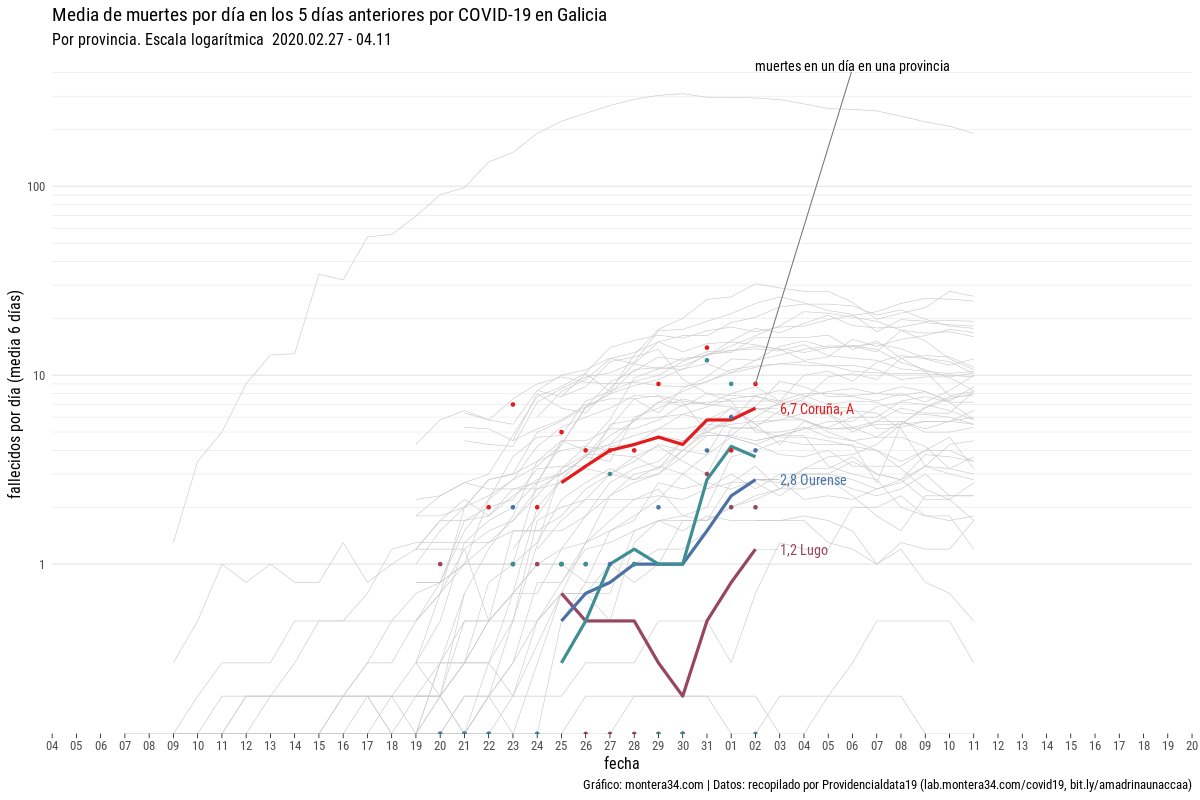 Media de muertes por día en los 5 días anteriores por COVID-19 en Galicia
Por provincia. Escala logarítmica 2020.02.27 - 04.11
muertes en un día en una provincia
fallecidos por día (media 6 días)
100
10
1
6,7 Coruña, A
2,8 Ourense
1,2 Lugo
04 05 06 07 08 09 10 11 12 13 14 15 16 17 18 19 20 21 22 23 24 25 26 27 28 29 30 31 01 02 03 04 05 06 07 08 09 10 11 12 13 14 15 16 17 18 19 20
fecha
Gráfico: montera34.com | Datos: recopilado por Providencialdata19 (lab.montera34.com/covid19, bit.ly/amadrinaunaccaa)